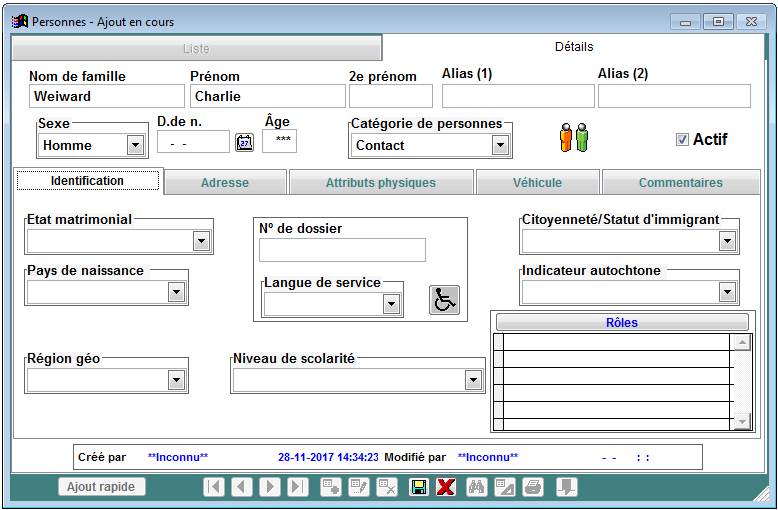 Personnes - Ajout en cours
Liste
Détails
Nom de famille Prénom 2e prénom Alias (1) Alias (2)
Weiward Charlie
Sexe D.de n. Âge Catégorie de personnes
Homme - - 27 *** Contact Actif
Identification Adresse Attributs physiques Véhicule Commentaires
Etat matrimonial Nº de dossier Citoyenneté/Statut d'immigrant
Pays de naissance Langue de service Indicateur autochtone
Rôles
Région géo Niveau de scolarité
Créé par **Inconnu** 28-11-2017 14:34:23 Modifié par **Inconnu** - - : :
Ajout rapide